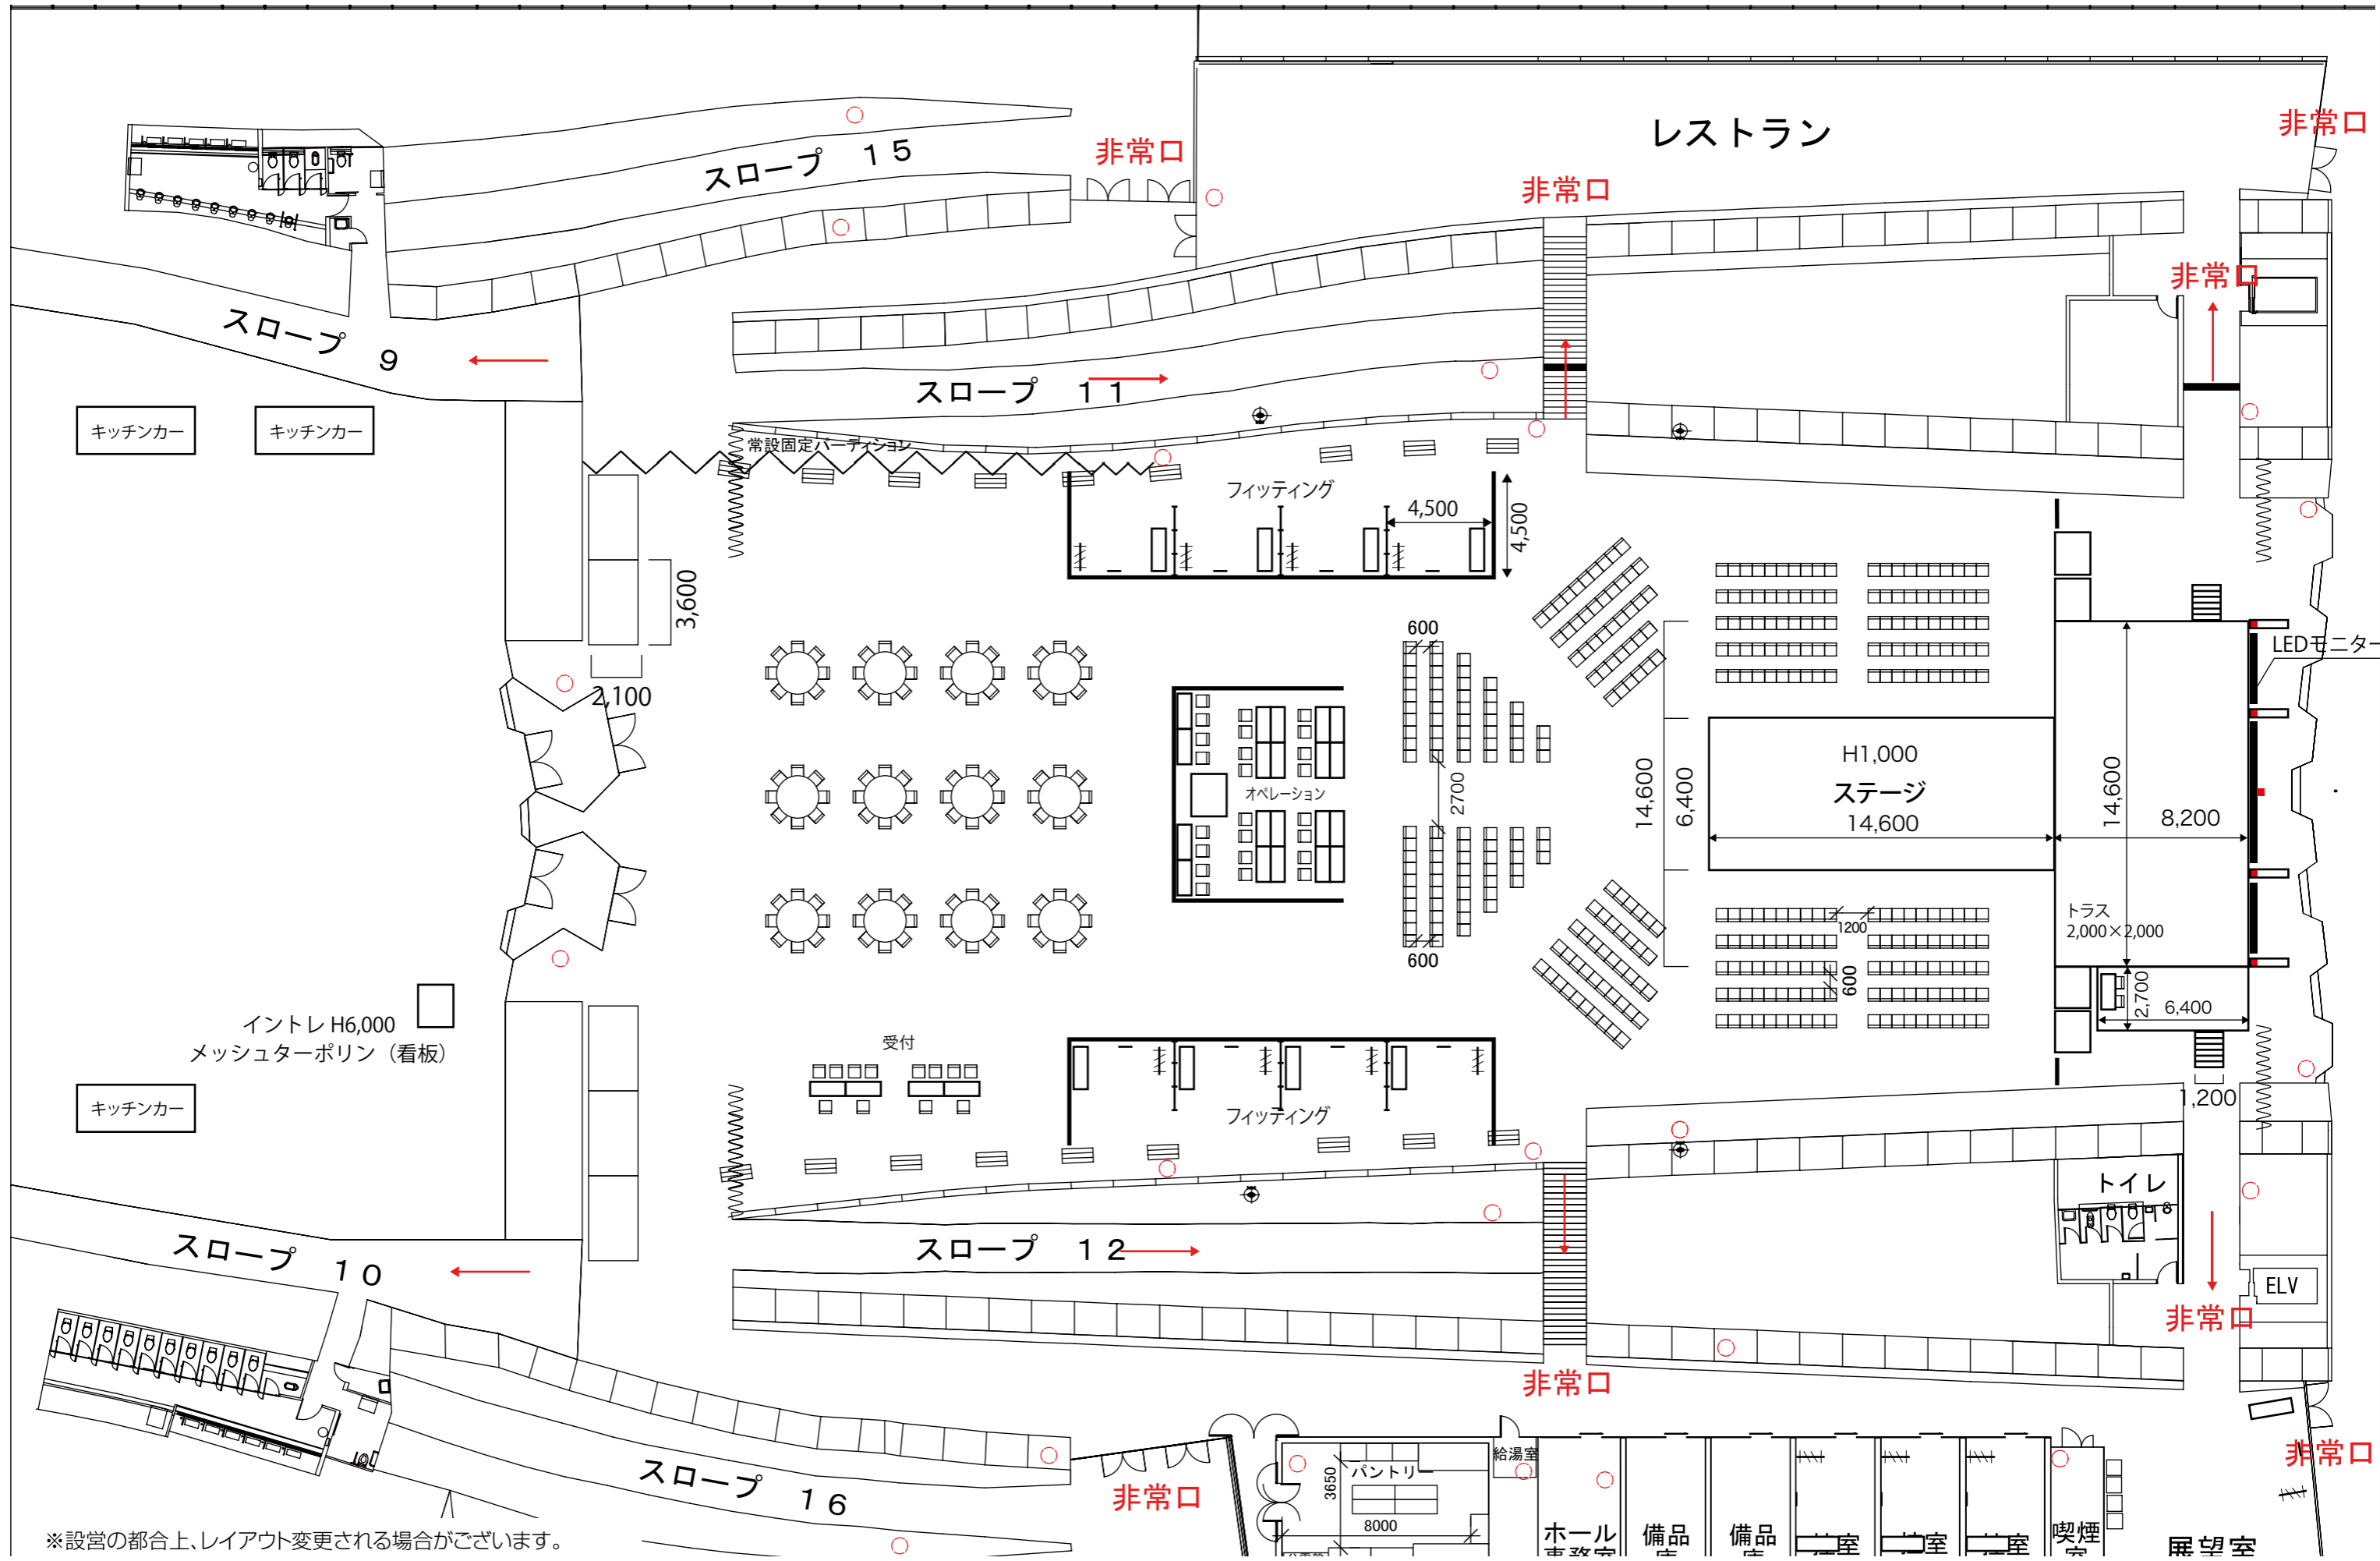 レストラン
非常口
スロープ　１５
非常口
非常口
非常口
スロープ　９
スロープ　１１
キッチンカー
キッチンカー
常設固定パーティション
フィッティング
4,500
4,500
3,600
2,100
600
14,600
6,400
2700
オペレーション
H1,000
ステージ
14,600
14,600
8,200
LEDモニター
トラス
2,000×2,000
1200
600
600
2,700
6,400
イントレ H6,000
メッシュターポリン（看板）
受付
キッチンカー
フィッティング
1,200
トイレ
スロープ　１０
スロープ　１２
ELV
非常口
非常口
非常口
スロープ　１６
非常口
3650
パントリー
8000
給湯室
ホール
備品
備品
室
室
室
喫煙
室
展望室
※設営の都合上、レイアウト変更される場合がございます。